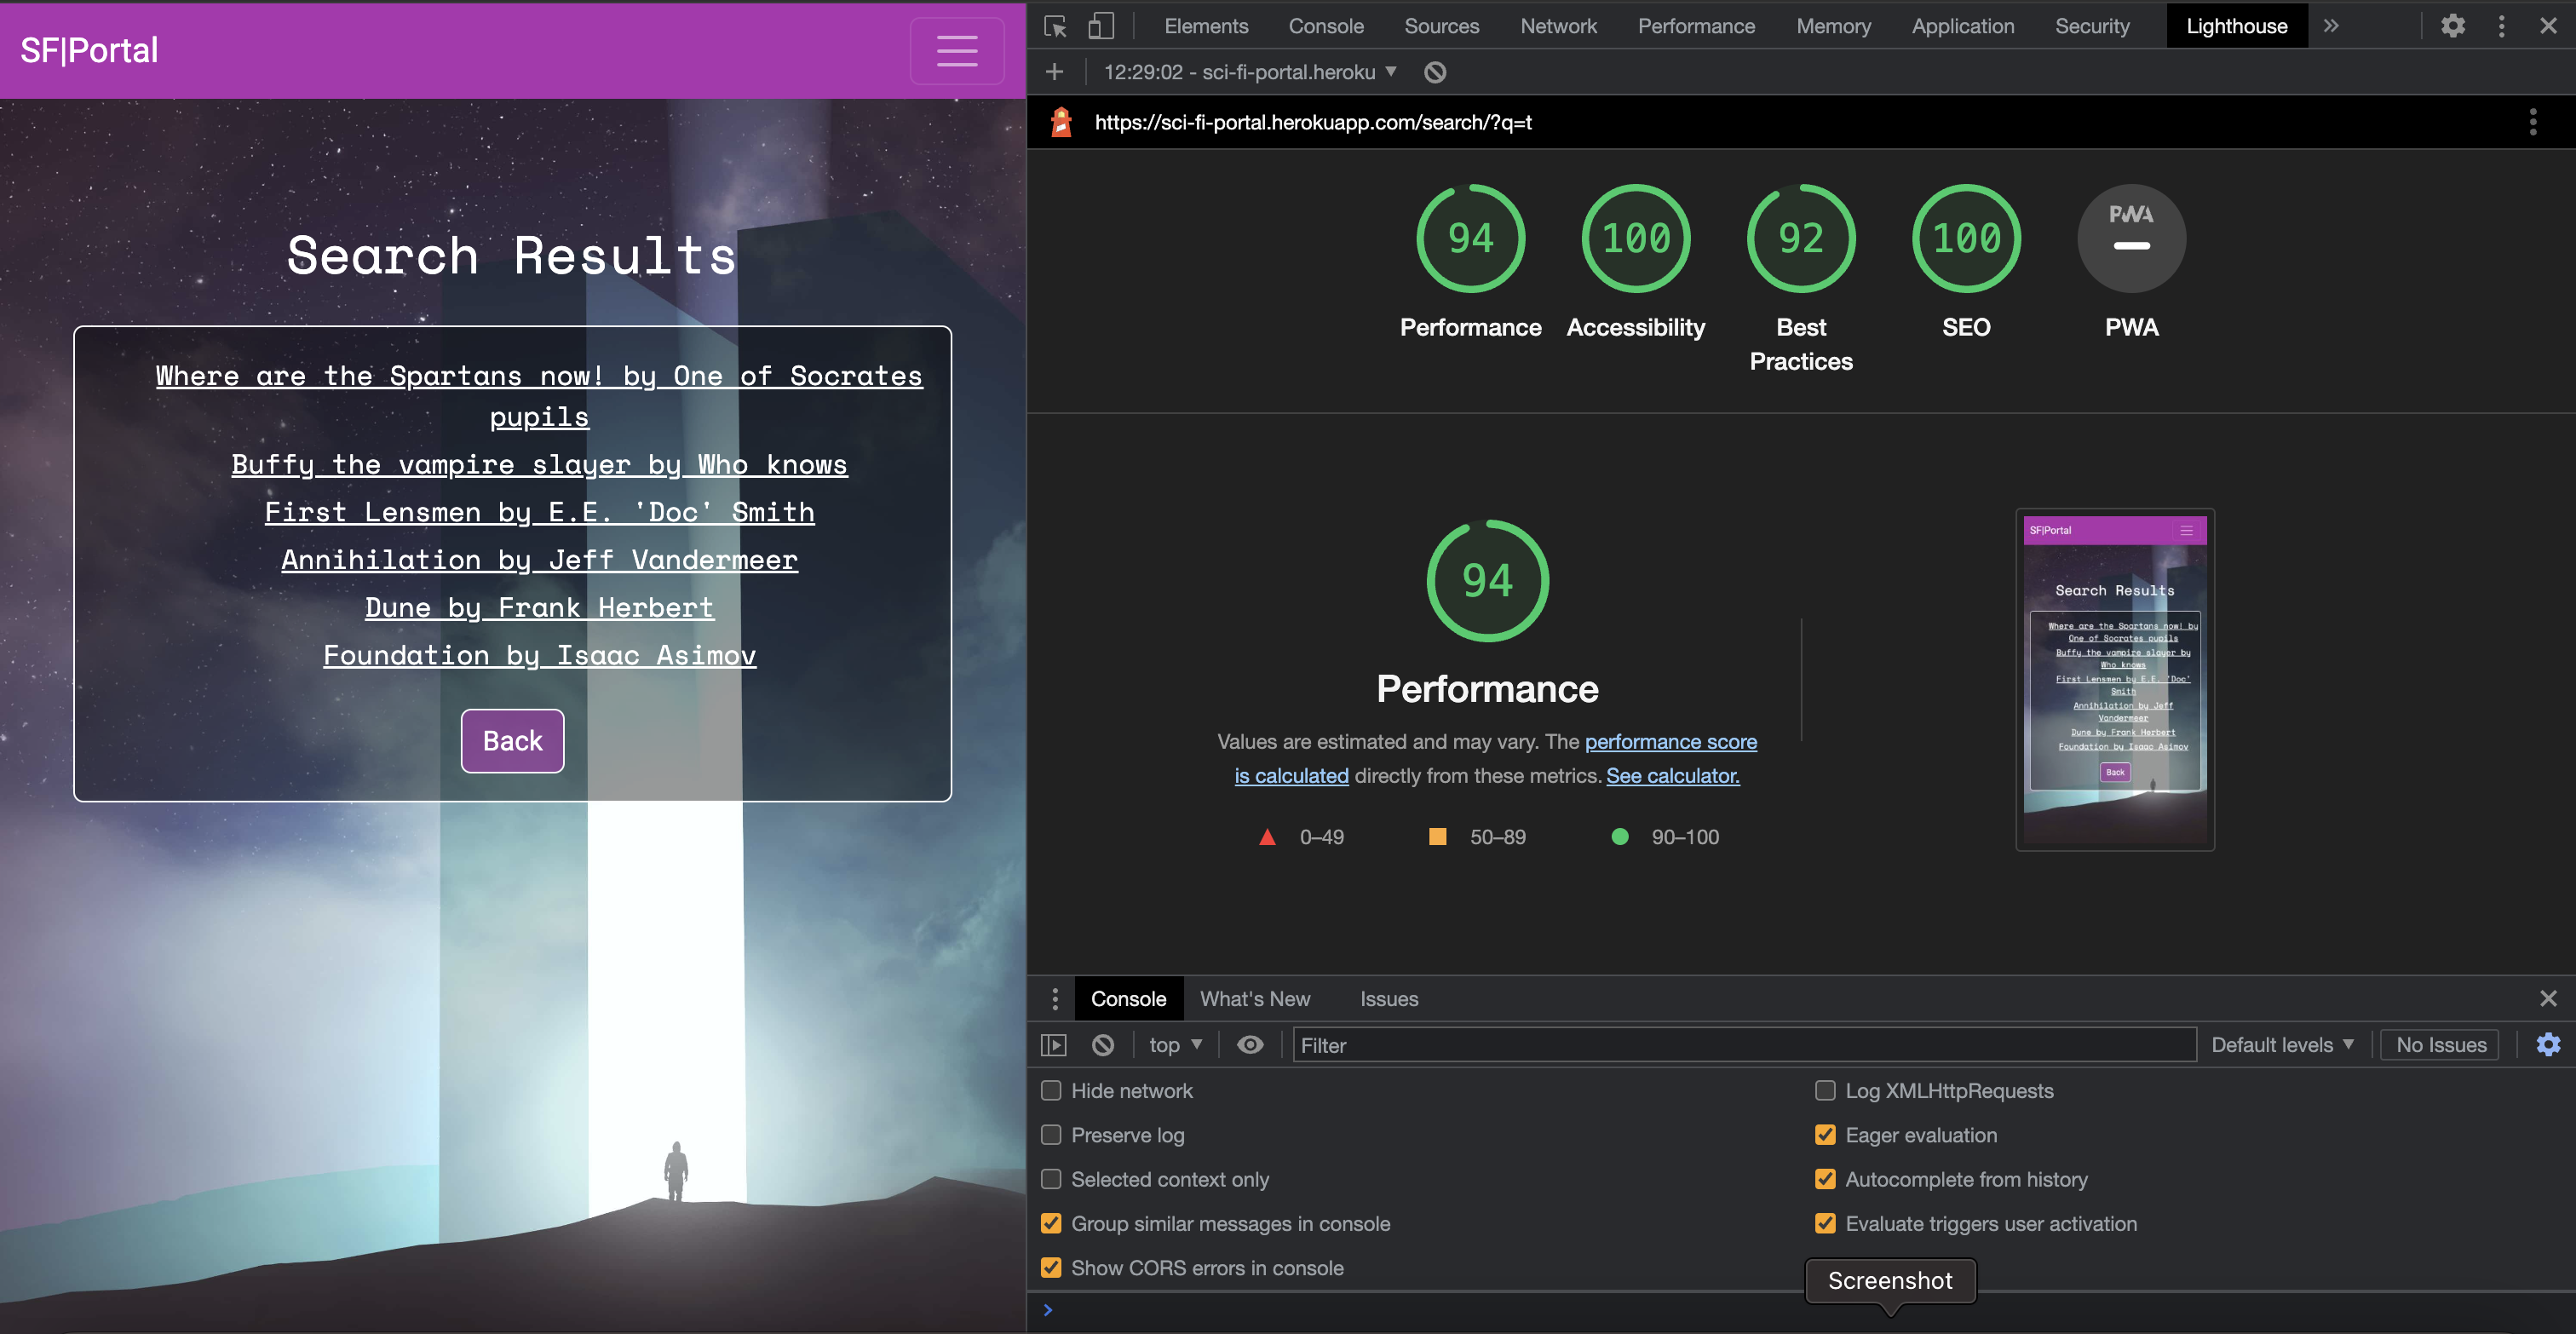 SF|Portal
Search Results
Where are the Spartans now! by One of Socrates
pupils
Buffy the vampire slayer by Who knows
First Lensmen by E.E. 'Doc' Smith
Annihilation by Jeff Vandermeer
Dune by Frank Herbert
Foundation by Isaac Asimov
Back
Elements Console Sources Network Performance Memory Application Security Lighthouse
12:29:02 - sci-fi-portal.heroku
https://sci-fi-portal.herokuapp.com/search/?q=t
94 100 92 100 PWA
Performance Accessibility Best SEO PWA
Practices
94
Performance
Values are estimated and may vary. The performance score
is calculated directly from these metrics. See calculator.
0–49 50–89 90–100
SF|Portal
Search Results
Where are the Spartans now! by
One of Socrates pupils
Buffy the vampire slayer by
Who knows
First Lensmen by E.E. 'Doc'
Smith
Annihilation by Jeff
Vandermeer
Dune by Frank Herbert
Foundation by Isaac Asimov
Back
Console What's New Issues
top Filter Default levels No Issues
Hide network Log XMLHttpRequests
Preserve log Eager evaluation
Selected context only Autocomplete from history
Group similar messages in console Evaluate triggers user activation
Show CORS errors in console
Screenshot